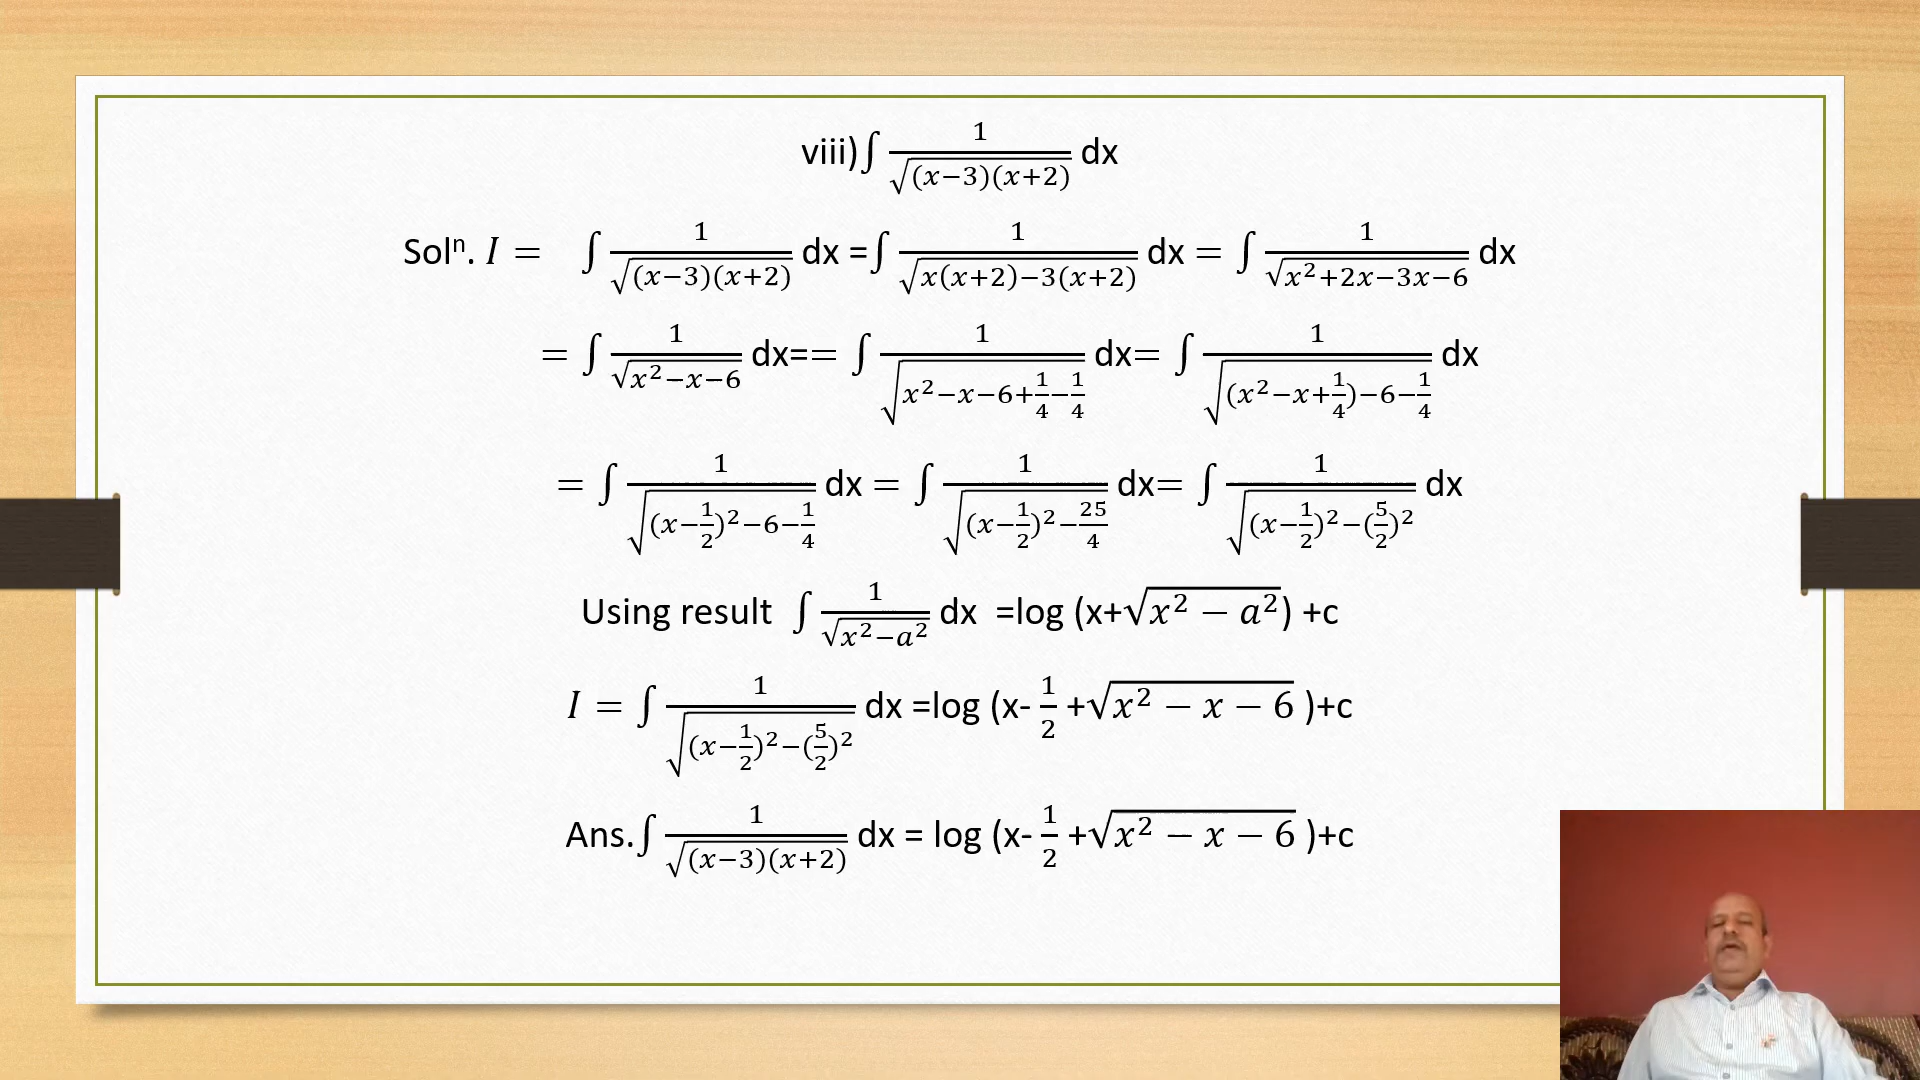 viii)∫ 1/√((x−3)(x+2)) dx
Solⁿ. I = ∫ 1/√((x−3)(x+2)) dx =∫ 1/√(x(x+2)−3(x+2)) dx = ∫ 1/√(x²+2x−3x−6) dx
= ∫ 1/√(x²−x−6) dx== ∫ 1/√(x²−x−6+1/4−1/4) dx= ∫ 1/√((x²−x+1/4)−6−1/4) dx
= ∫ 1/√((x−1/2)²−6−1/4) dx = ∫ 1/√((x−1/2)²−25/4) dx= ∫ 1/√((x−1/2)²−(5/2)²) dx
Using result ∫ 1/√(x²−a²) dx =log (x+√(x² − a²)) +c
I = ∫ 1/√((x−1/2)²−(5/2)²) dx =log (x- 1/2 +√(x² − x − 6) )+c
Ans.∫ 1/√((x−3)(x+2)) dx = log (x- 1/2 +√(x² − x − 6) )+c